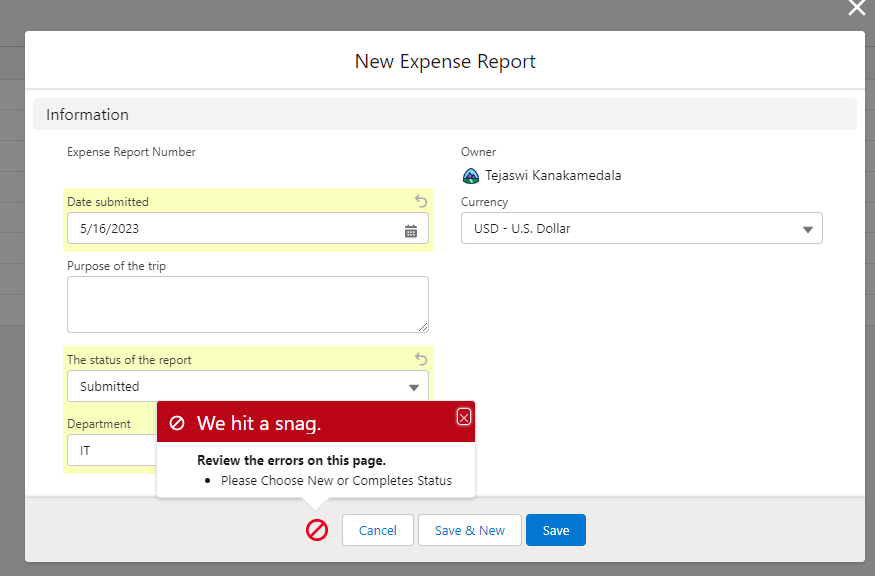 New Expense Report
Information
Expense Report Number
Owner
Tejaswi Kanakamedala
Date submitted
5/16/2023
Currency
USD - U.S. Dollar
Purpose of the trip
The status of the report
Submitted
Department
IT
We hit a snag.
Review the errors on this page.
• Please Choose New or Completes Status
Cancel
Save & New
Save